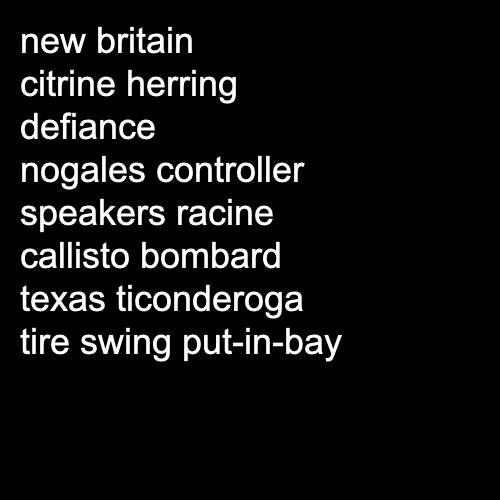 new britain
citrine herring
defiance
nogales controller
speakers racine
callisto bombard
texas ticonderoga
tire swing put-in-bay